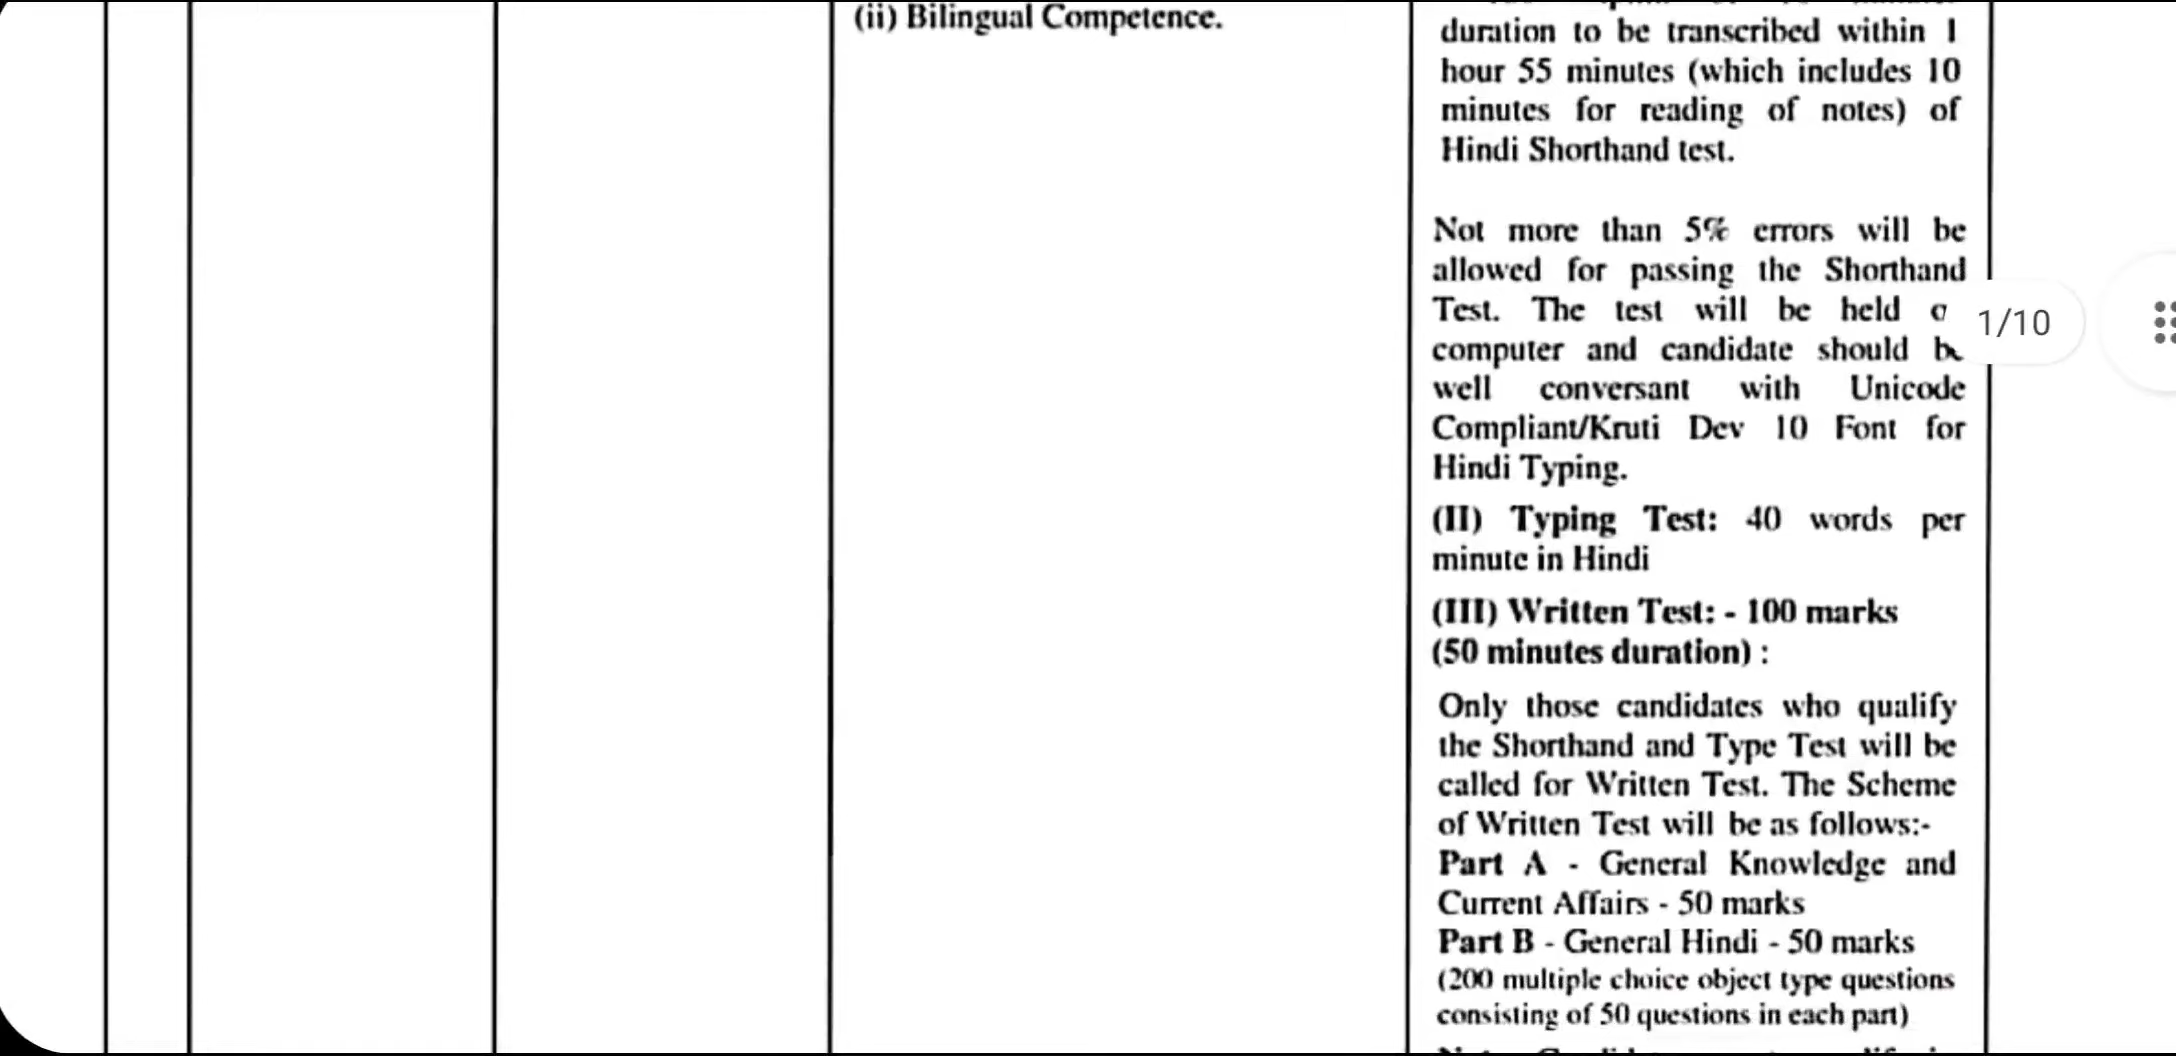 (ii) Bilingual Competence.
duration to be transcribed within 1
hour 55 minutes (which includes 10
minutes for reading of notes) of
Hindi Shorthand test.
Not more than 5% errors will be
allowed for passing the Shorthand
Test. The test will be held
computer and candidate should
well conversant with Unicode
Compliant/Kruti Dev 10 Font for
Hindi Typing.
(II) Typing Test: 40 words per
minute in Hindi
(III) Written Test: - 100 marks
(50 minutes duration) :
Only those candidates who qualify
the Shorthand and Type Test will be
called for Written Test. The Scheme
of Written Test will be as follows:-
Part A - General Knowledge and
Current Affairs - 50 marks
Part B - General Hindi - 50 marks
(200 multiple choice object type questions
consisting of 50 questions in each part)
1/10